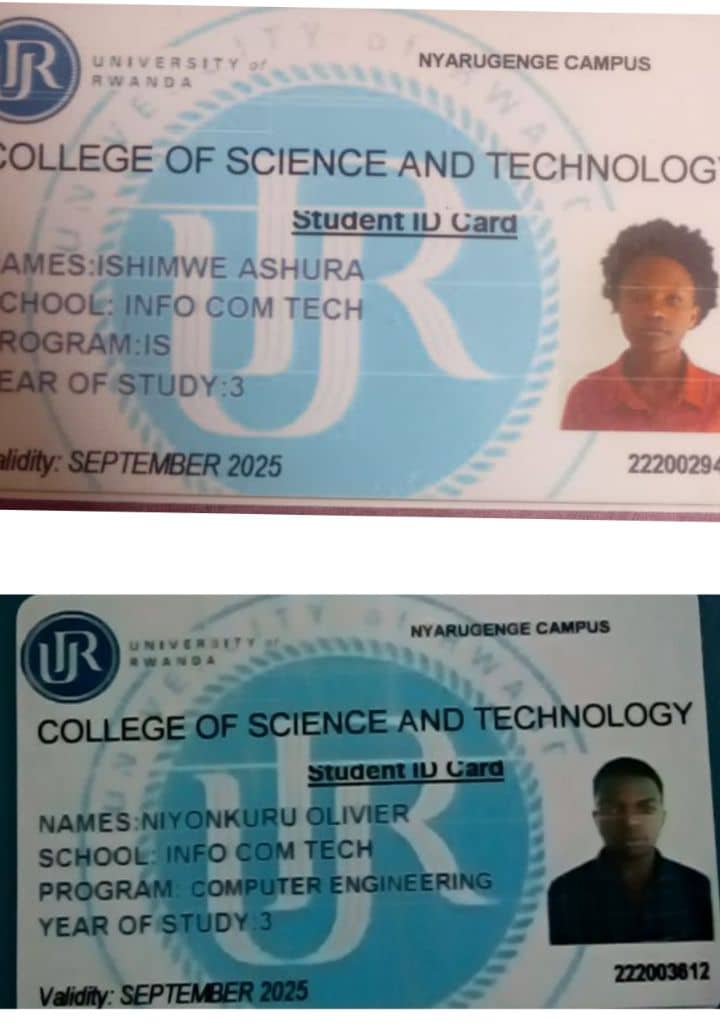 UNIVERSITY of
RWANDA
NYARUGENGE CAMPUS
COLLEGE OF SCIENCE AND TECHNOLOG
Student ID Card
AMES:ISHIMWE ASHURA
CHOOL: INFO COM TECH
ROGRAM:IS
EAR OF STUDY:3
alidity: SEPTEMBER 2025
22200294
UR
UNIVERSITY of
RWANDA
NYARUGENGE CAMPUS
COLLEGE OF SCIENCE AND TECHNOLOGY
Student ID Card
NAMES:NIYONKURU OLIVIER
SCHOOL: INFO COM TECH
PROGRAM: COMPUTER ENGINEERING
YEAR OF STUDY:3
Validity: SEPTEMBER 2025
222003612